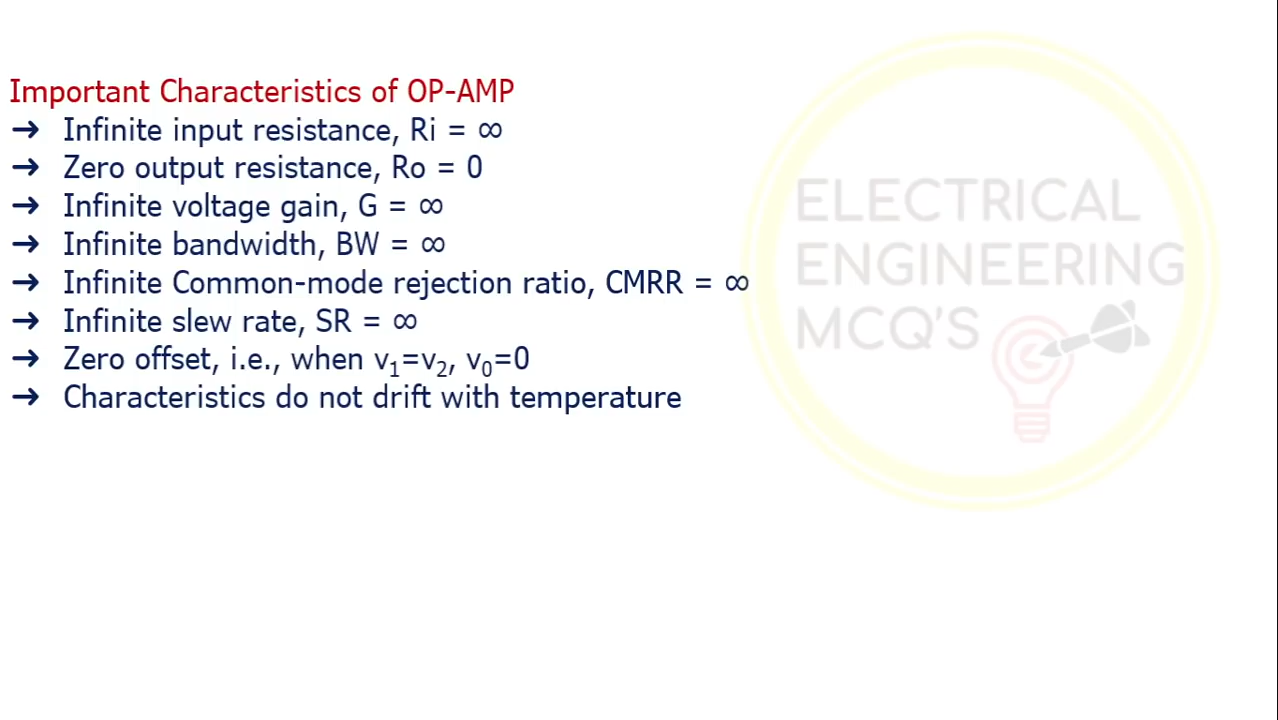 Important Characteristics of OP-AMP
→ Infinite input resistance, Ri = ∞
→ Zero output resistance, Ro = 0
→ Infinite voltage gain, G = ∞
→ Infinite bandwidth, BW = ∞
→ Infinite Common-mode rejection ratio, CMRR = ∞
→ Infinite slew rate, SR = ∞
→ Zero offset, i.e., when v₁=v₂, v₀=0
→ Characteristics do not drift with temperature
ELECTRICAL
ENGINEERING
MCQ'S